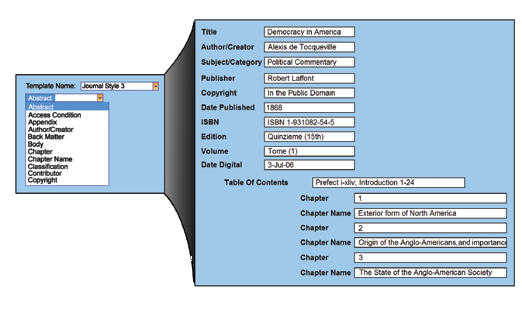 Template Name: Journal Style 3
Abstract
Abstract
Access Condition
Appendix
Author/Creator
Back Matter
Body
Chapter
Chapter Name
Classification
Contributor
Copyright
Title Democracy in America
Author/Creator Alexis de Tocqueville
Subject/Category Political Commentary
Publisher Robert Laffont
Copyright In the Public Domain
Date Published 1868
ISBN ISBN 1-931082-54-5
Edition Quinzieme (15th)
Volume Tome (1)
Date Digital 3-Jul-06
Table Of Contents Prefect i-xliv; Introduction 1-24
Chapter 1
Chapter Name Exterior form of North America
Chapter 2
Chapter Name Origin of the Anglo-Americans,and importance
Chapter 3
Chapter Name The State of the Anglo-American Society